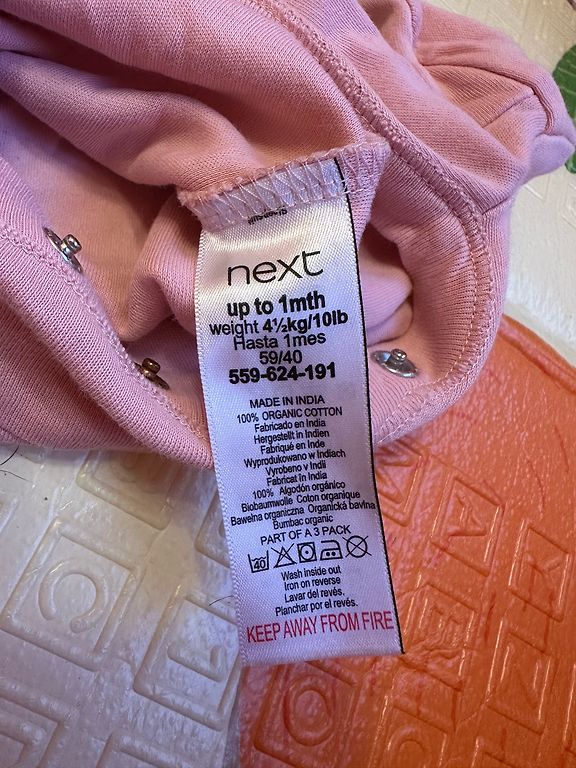 next
up to 1mth
weight 4½kg/10lb
Hasta 1mes
59/40
559-624-191
MADE IN INDIA
100% ORGANIC COTTON
Fabricado en India
Hergestellt in Indien
Fabriqué en Inde
Wyprodukowano w Indiach
Vyrobeno v Indii
Fabricat în India
100% Algodón orgánico
Biobaumwolle Coton organique
Bawełna organiczna Organická bavlna
Bumbac organic
PART OF A 3 PACK
40
Wash inside out
Iron on reverse
Lavar del revés.
Planchar por el revés.
KEEP AWAY FROM FIRE